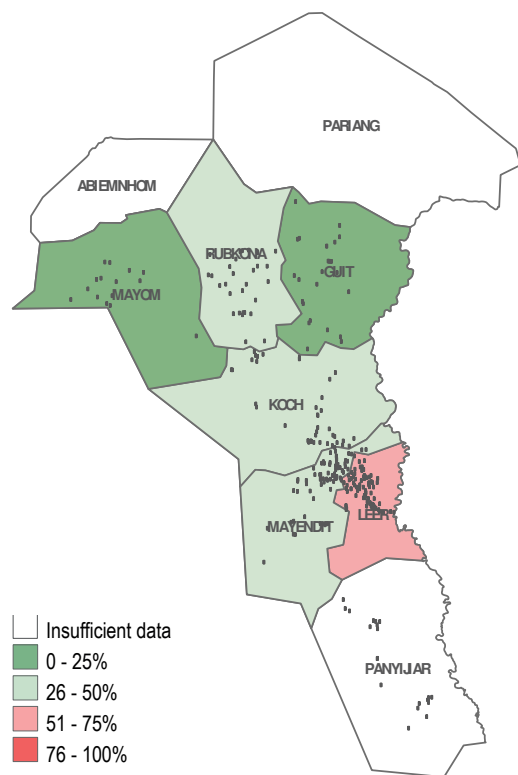 PARIANG
ABIEMNHOM
RUBKONA
GUIT
MAYOM
KOCH
LEER
MAYENDIT
PANYIJIAR
Insufficient data
0 - 25%
26 - 50%
51 - 75%
76 - 100%